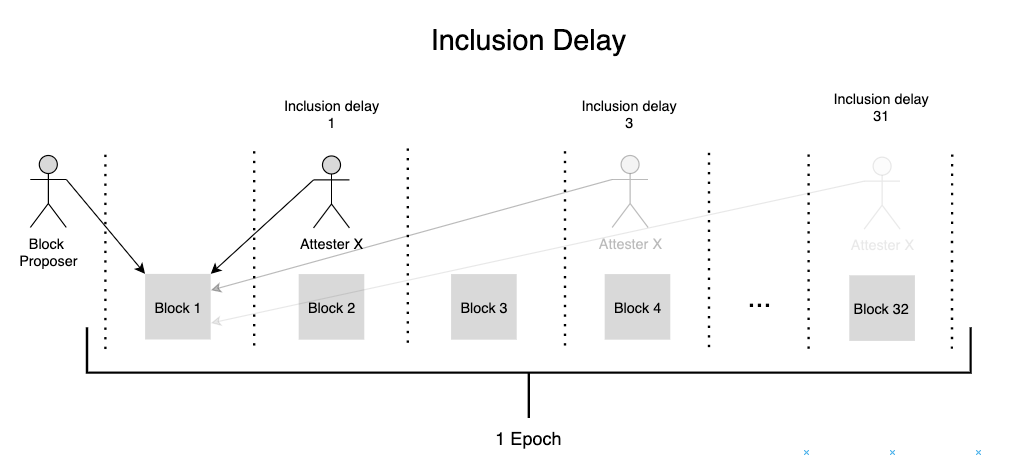 Inclusion Delay
Inclusion delay
1
Inclusion delay
3
Inclusion delay
31
Block
Proposer
Attester X
Attester X
Attester X
Block 1
Block 2
Block 3
Block 4
...
Block 32
1 Epoch